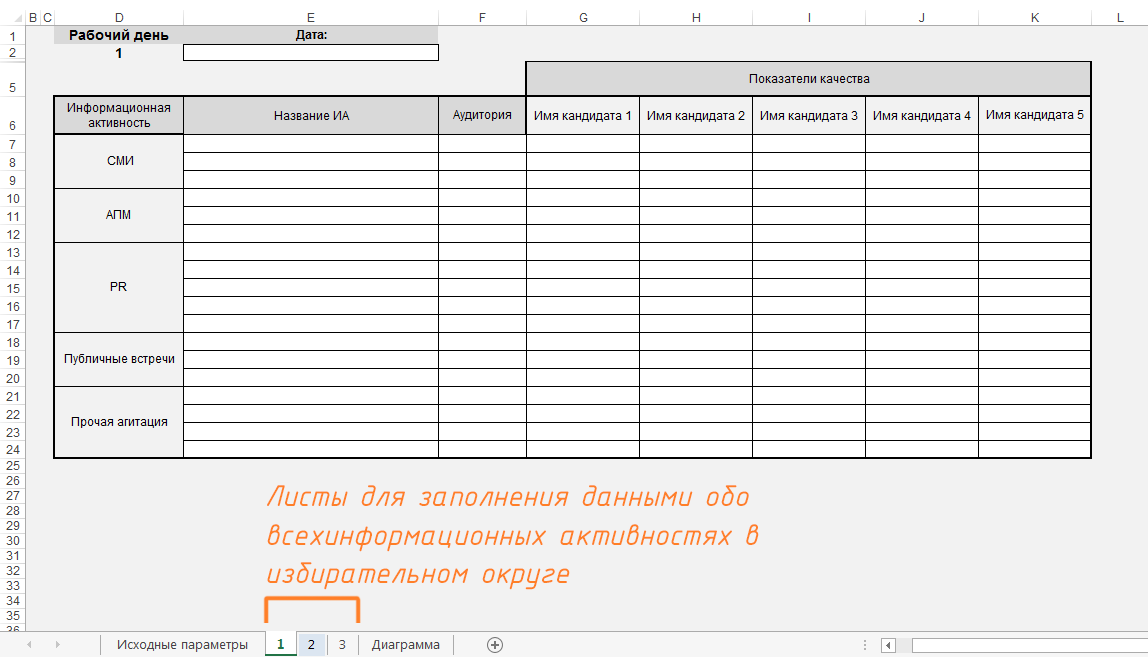 B C D E F G H I J K L
1 Рабочий день Дата:
2 1
5 Показатели качества
6 Информационная активность Название ИА Аудитория Имя кандидата 1 Имя кандидата 2 Имя кандидата 3 Имя кандидата 4 Имя кандидата 5
7
8 СМИ
9
10
11 АПМ
12
13
14
15 PR
16
17
18
19 Публичные встречи
20
21
22 Прочая агитация
23
24
25
26
27 Листы для заполнения данными обо
28
29
30 всехинформационных активностях в
31
32 избирательном округе
33
34
35
36
Исходные параметры 1 2 3 Диаграмма